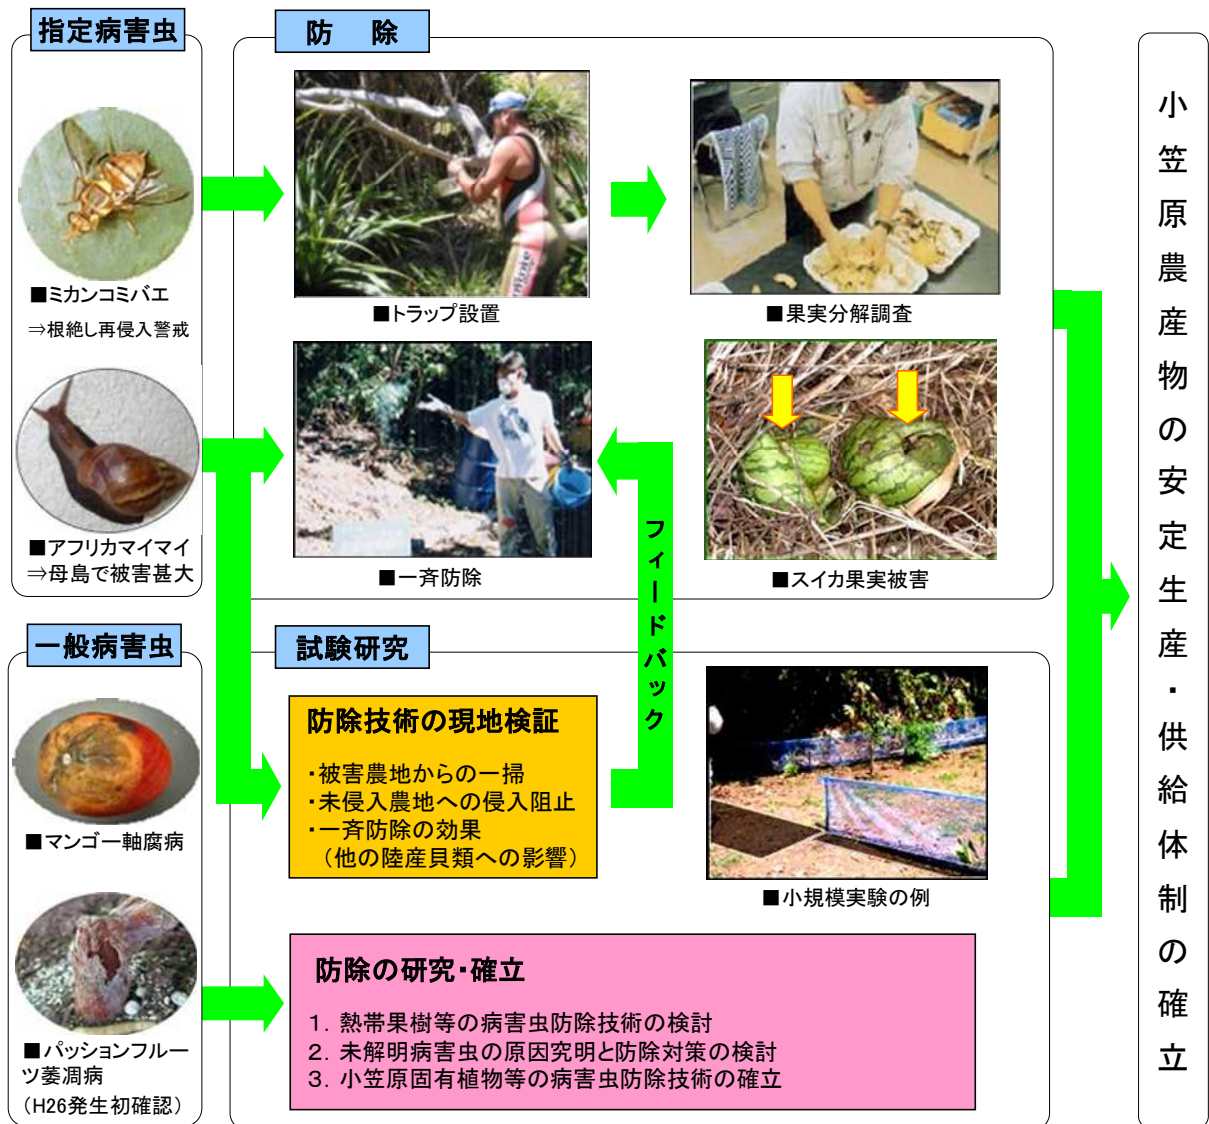 指定病害虫
■ミカンコミバエ
⇒根絶し再侵入警戒
■アフリカマイマイ
⇒母島で被害甚大
防　除
■トラップ設置
■果実分解調査
■一斉防除
■スイカ果実被害
フィードバック
一般病害虫
■マンゴー軸腐病
■パッションフルー
ツ萎凋病
（H26発生初確認）
試験研究
防除技術の現地検証
・被害農地からの一掃
・未侵入農地への侵入阻止
・一斉防除の効果
（他の陸産貝類への影響）
■小規模実験の例
防除の研究・確立
1．熱帯果樹等の病害虫防除技術の検討
2．未解明病害虫の原因究明と防除対策の検討
3．小笠原固有植物等の病害虫防除技術の確立
小笠原農産物の安定生産・供給体制の確立